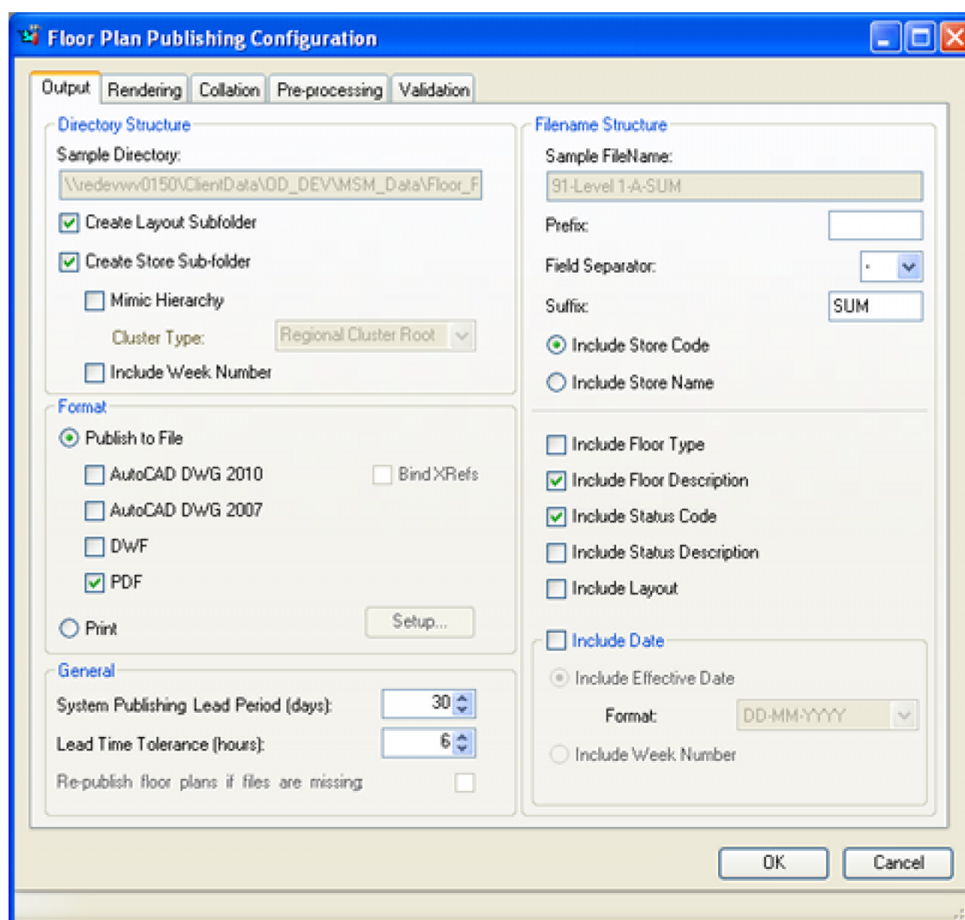 Floor Plan Publishing Configuration
Output Rendering Collation Pre-processing Validation
Directory Structure
Sample Directory:
\\redevwv0150\ClientData\OD_DEV\MSM_Data\Floor_F
Create Layout Subfolder
Create Store Sub-folder
Mimic Hierarchy
Cluster Type: Regional Cluster Root
Include Week Number
Format
Publish to File
AutoCAD DWG 2010 Bind XRefs
AutoCAD DWG 2007
DWF
PDF
Print Setup...
General
System Publishing Lead Period (days): 30
Lead Time Tolerance (hours): 6
Re-publish floor plans if files are missing
Filename Structure
Sample FileName:
91-Level 1-A-SUM
Prefix:
Field Separator: -
Suffix: SUM
Include Store Code
Include Store Name
Include Floor Type
Include Floor Description
Include Status Code
Include Status Description
Include Layout
Include Date
Include Effective Date
Format: DD-MM-YYYY
Include Week Number
OK Cancel